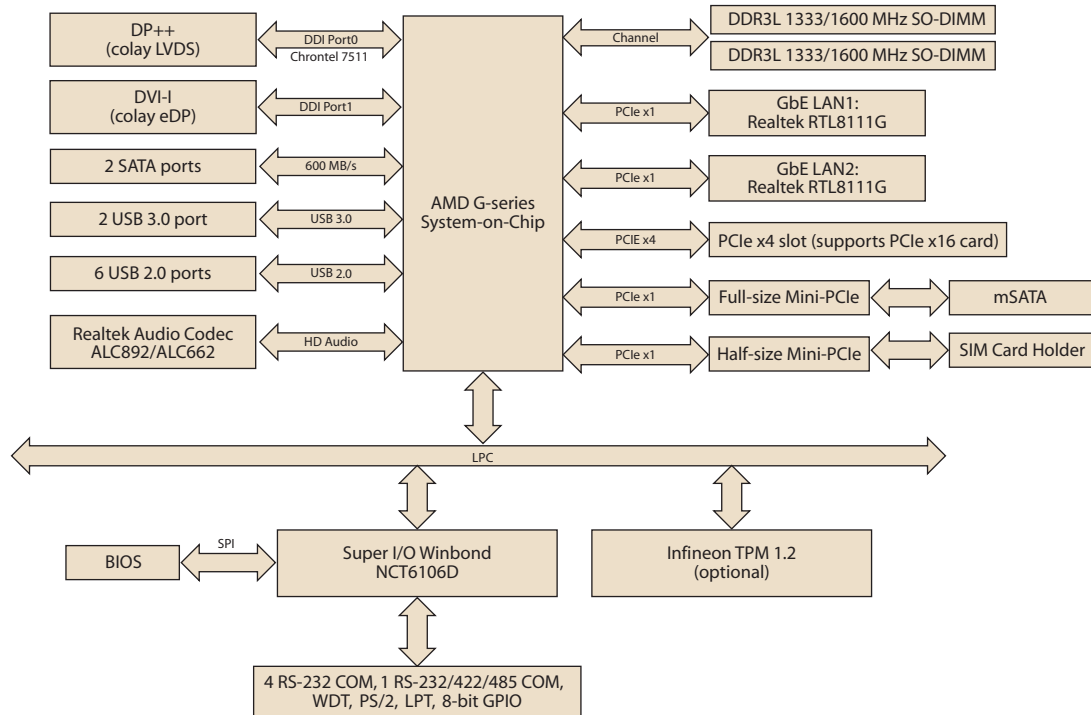 DP++
(colay LVDS)
DDI Port0
Chrontel 7511
DVI-I
(colay eDP)
DDI Port1
2 SATA ports
600 MB/s
2 USB 3.0 port
USB 3.0
6 USB 2.0 ports
USB 2.0
Realtek Audio Codec
ALC892/ALC662
HD Audio
AMD G-series
System-on-Chip
Channel
DDR3L 1333/1600 MHz SO-DIMM
DDR3L 1333/1600 MHz SO-DIMM
PCIe x1
GbE LAN1:
Realtek RTL8111G
PCIe x1
GbE LAN2:
Realtek RTL8111G
PCIE x4
PCIe x4 slot (supports PCIe x16 card)
PCIe x1
Full-size Mini-PCIe
mSATA
PCIe x1
Half-size Mini-PCIe
SIM Card Holder
LPC
BIOS
SPI
Super I/O Winbond
NCT6106D
Infineon TPM 1.2
(optional)
4 RS-232 COM, 1 RS-232/422/485 COM,
WDT, PS/2, LPT, 8-bit GPIO